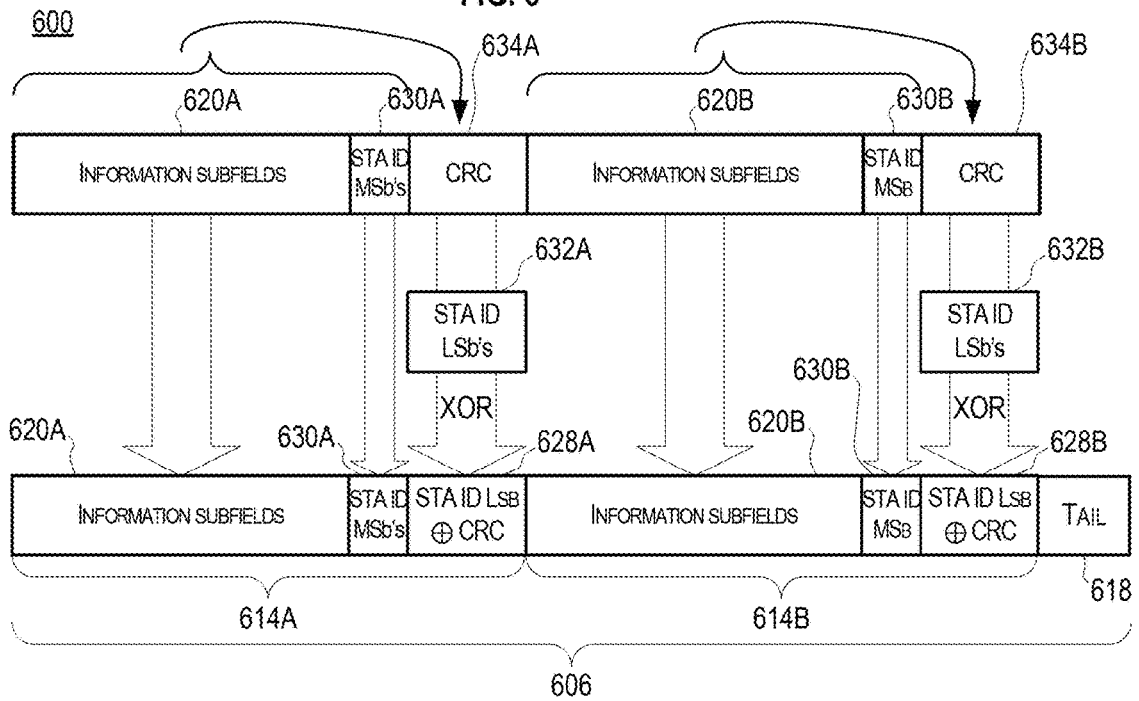 600
634A
634B
620A
630A
620B
630B
INFORMATION SUBFIELDS
STA ID
MSb's
CRC
INFORMATION SUBFIELDS
STA ID
MSB
CRC
632A
632B
STA ID
LSb's
STA ID
LSb's
630B
XOR
XOR
620A
630A
628A
620B
628B
INFORMATION SUBFIELDS
STA ID
MSb's
STA ID LSB
⊕ CRC
INFORMATION SUBFIELDS
STA ID
MSB
STA ID LSB
⊕ CRC
TAIL
614A
614B
618
606